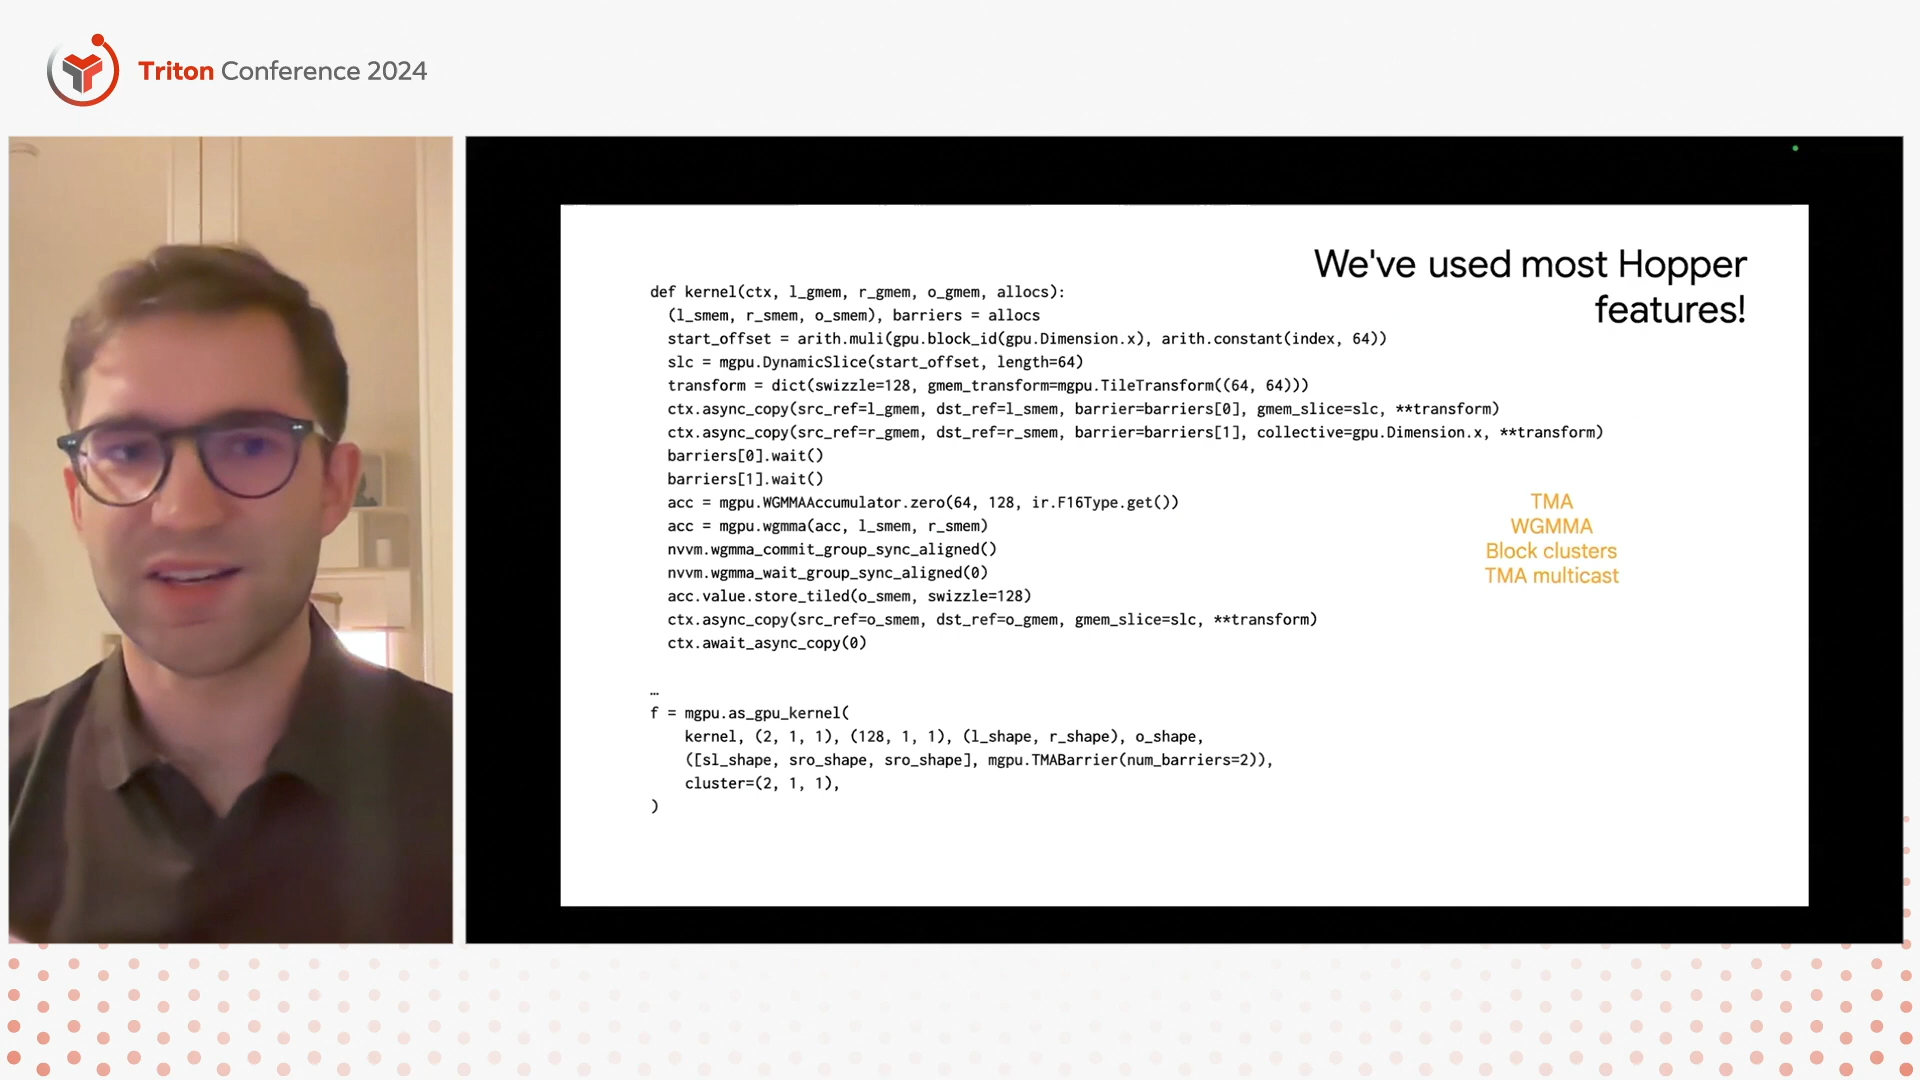 Triton Conference 2024
We've used most Hopper
features!
def kernel(ctx, l_gmem, r_gmem, o_gmem, allocs):
  (l_smem, r_smem, o_smem), barriers = allocs
  start_offset = arith.muli(gpu.block_id(gpu.Dimension.x), arith.constant(index, 64))
  slc = mgpu.DynamicSlice(start_offset, length=64)
  transform = dict(swizzle=128, gmem_transform=mgpu.TileTransform((64, 64)))
  ctx.async_copy(src_ref=l_gmem, dst_ref=l_smem, barrier=barriers[0], gmem_slice=slc, **transform)
  ctx.async_copy(src_ref=r_gmem, dst_ref=r_smem, barrier=barriers[1], collective=gpu.Dimension.x, **transform)
  barriers[0].wait()
  barriers[1].wait()
  acc = mgpu.WGMMAAccumulator.zero(64, 128, ir.F16Type.get())
  acc = mgpu.wgmma(acc, l_smem, r_smem)
  nvvm.wgmma_commit_group_sync_aligned()
  nvvm.wgmma_wait_group_sync_aligned(0)
  acc.value.store_tiled(o_smem, swizzle=128)
  ctx.async_copy(src_ref=o_smem, dst_ref=o_gmem, gmem_slice=slc, **transform)
  ctx.await_async_copy(0)
…
f = mgpu.as_gpu_kernel(
    kernel, (2, 1, 1), (128, 1, 1), (l_shape, r_shape), o_shape,
    ([sl_shape, sro_shape, sro_shape], mgpu.TMABarrier(num_barriers=2)),
    cluster=(2, 1, 1),
)
TMA
WGMMA
Block clusters
TMA multicast